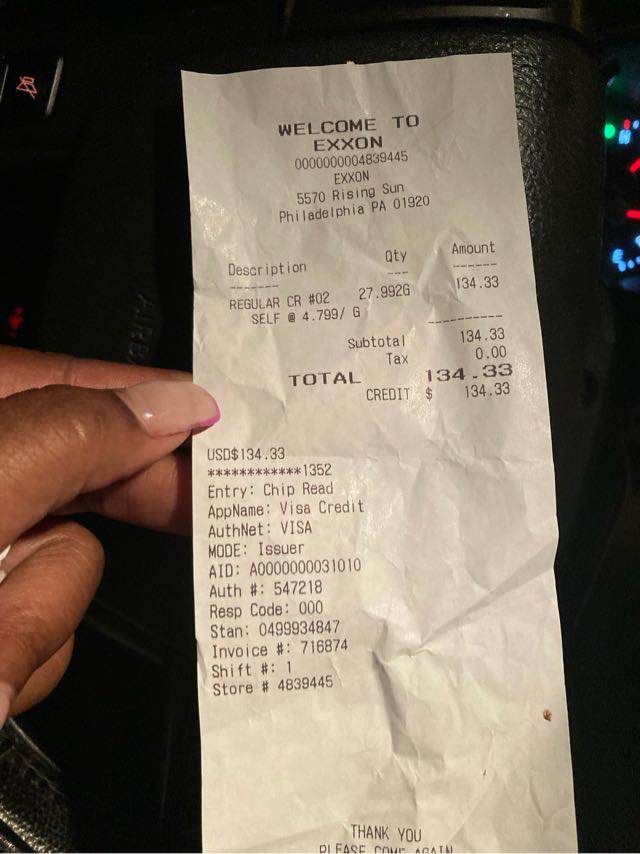 WELCOME TO
EXXON
0000000004839445
EXXON
5570 Rising Sun
Philadelphia PA 01920
Description Qty Amount
------- --- ------
REGULAR CR #02 27.992G 134.33
SELF @ 4.799/ G
----------
Subtotal 134.33
Tax 0.00
TOTAL 134.33
CREDIT $ 134.33
USD$134.33
************1352
Entry: Chip Read
AppName: Visa Credit
AuthNet: VISA
MODE: Issuer
AID: A0000000031010
Auth #: 547218
Resp Code: 000
Stan: 0499934847
Invoice #: 716874
Shift #: 1
Store # 4839445
THANK YOU
PLEASE COME AGAIN